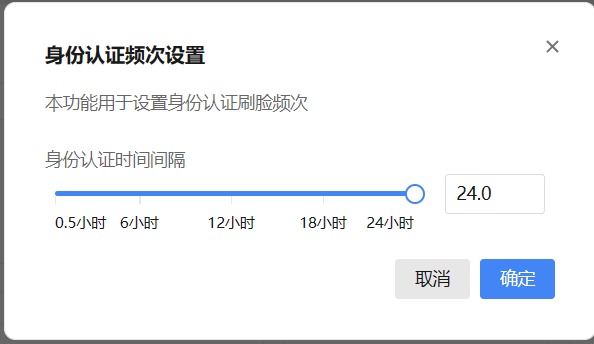 身份认证频次设置
本功能用于设置身份认证刷脸频次
身份认证时间间隔
24.0
0.5小时 6小时 12小时 18小时 24小时
取消 确定